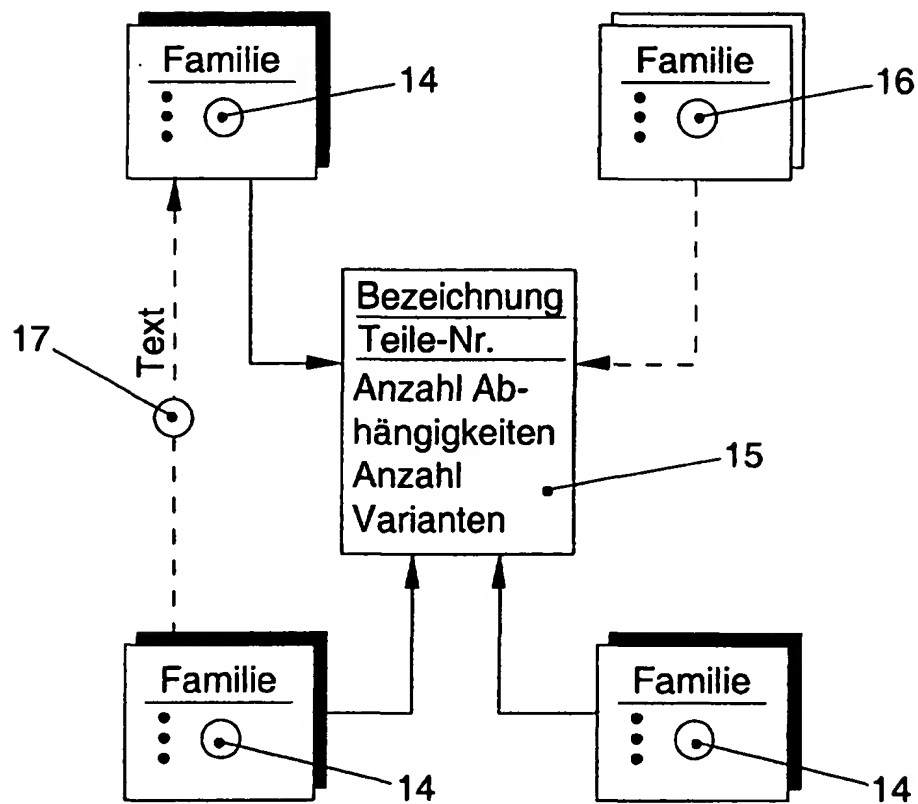 Familie
14
Familie
16
Bezeichnung
Teile-Nr.
Anzahl Ab-
hängigkeiten
Anzahl
Varianten
15
Text
17
Familie
14
Familie
14